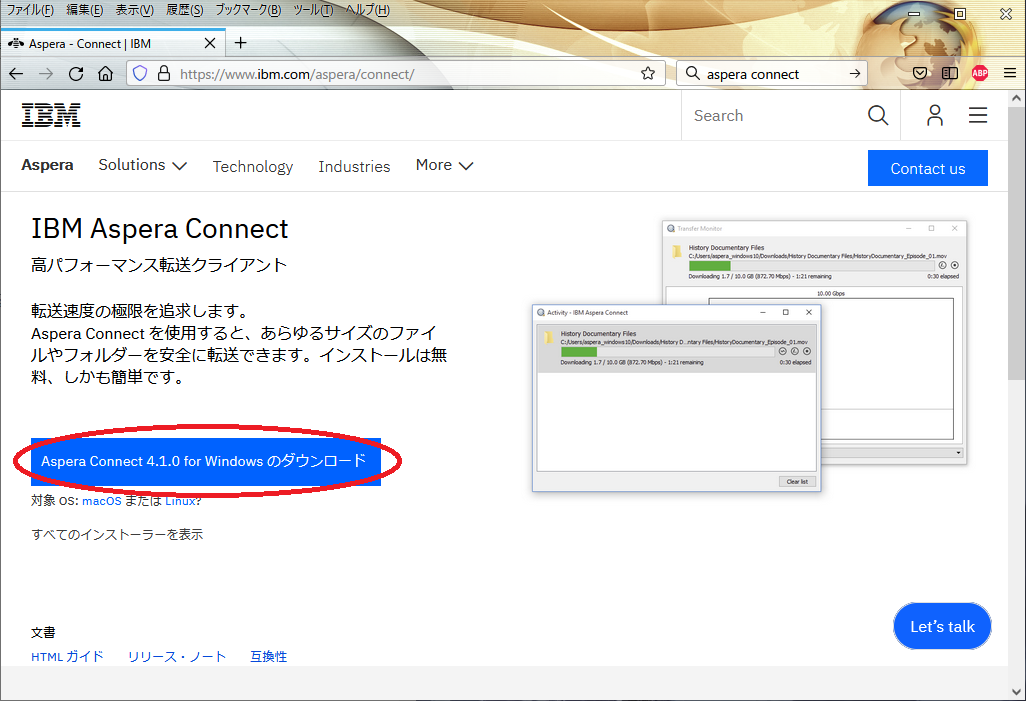 ファイル(F) 編集(E) 表示(V) 履歴(S) ブックマーク(B) ツール(T) ヘルプ(H)
Aspera - Connect | IBM
https://www.ibm.com/aspera/connect/
aspera connect
ABP
IBM
Search
Aspera Solutions Technology Industries More
Contact us
IBM Aspera Connect
高パフォーマンス転送クライアント
転送速度の極限を追求します。
Aspera Connect を使用すると、あらゆるサイズのファイ
ルやフォルダーを安全に転送できます。インストールは無
料、しかも簡単です。
Aspera Connect 4.1.0 for Windows のダウンロード
対象 OS: macOS または Linux?
すべてのインストーラーを表示
Transfer Monitor
History Documentary Files
C:/Users/aspera_windows10/Downloads/History Documentary Files/HistoryDocumentary_Episode_01.mov
Downloading 1.7 / 10.0 GB (872.70 Mbps) - 1:21 remaining
0:30 elapsed
10.00 Gbps
Activity - IBM Aspera Connect
History Documentary Files
C:/Users/aspera_windows10/Downloads/History D...ntary Files/HistoryDocumentary_Episode_01.mov
Downloading 1.7 / 10.0 GB (872.70 Mbps) - 1:21 remaining
0:30 elapsed
Clear list
Let's talk
文書
HTML ガイド リリース・ノート 互換性